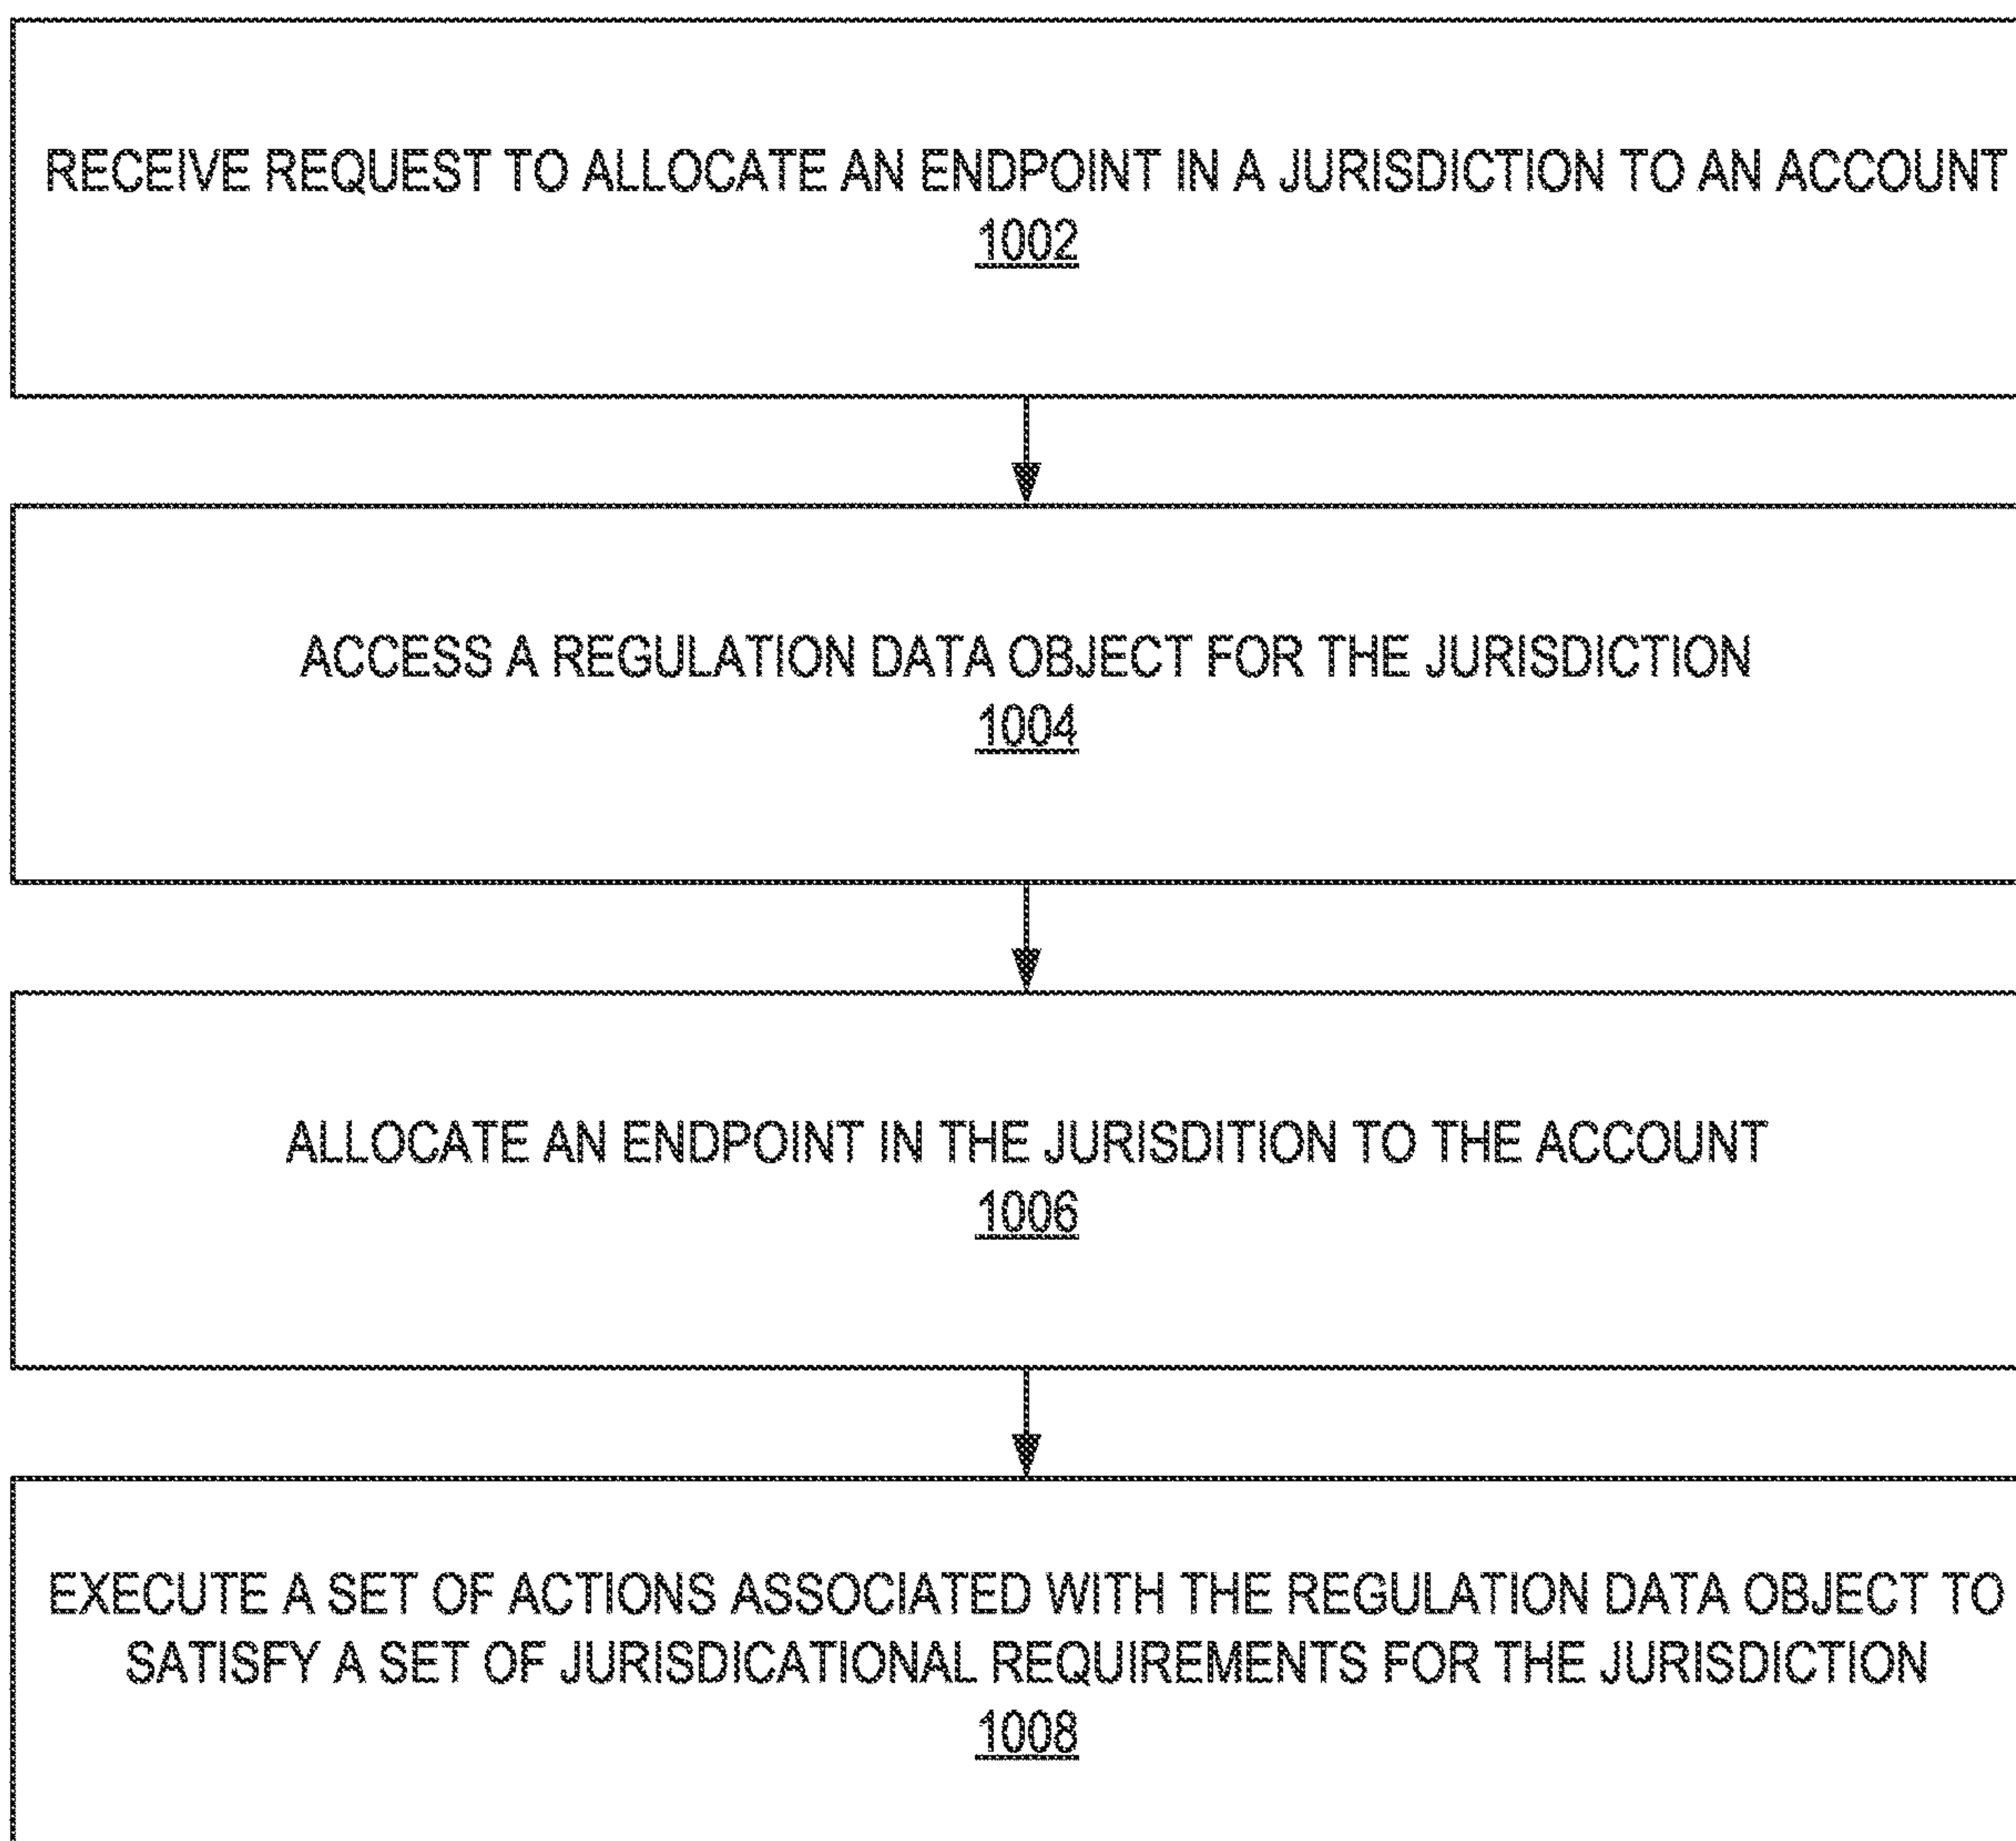 RECEIVE REQUEST TO ALLOCATE AN ENDPOINT IN A JURISDICTION TO AN ACCOUNT
1002
ACCESS A REGULATION DATA OBJECT FOR THE JURISDICTION
1004
ALLOCATE AN ENDPOINT IN THE JURISDITION TO THE ACCOUNT
1006
EXECUTE A SET OF ACTIONS ASSOCIATED WITH THE REGULATION DATA OBJECT TO
SATISFY A SET OF JURISDICATIONAL REQUIREMENTS FOR THE JURISDICTION
1008